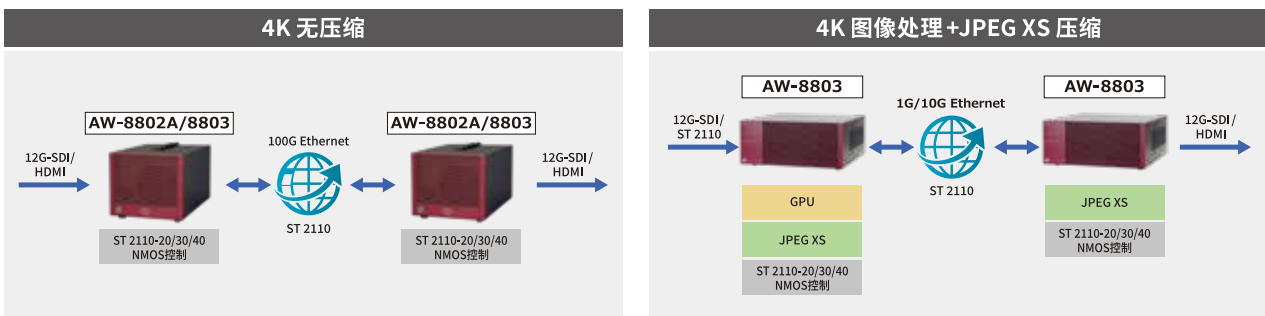 4K 无压缩
AW-8802A/8803
AW-8802A/8803
100G Ethernet
12G-SDI/
HDMI
12G-SDI/
HDMI
ST 2110
ST 2110-20/30/40
NMOS控制
ST 2110-20/30/40
NMOS控制
4K 图像处理+JPEG XS 压缩
AW-8803
AW-8803
1G/10G Ethernet
12G-SDI/
ST 2110
12G-SDI/
HDMI
ST 2110
GPU
JPEG XS
ST 2110-20/30/40
NMOS控制
JPEG XS
ST 2110-20/30/40
NMOS控制